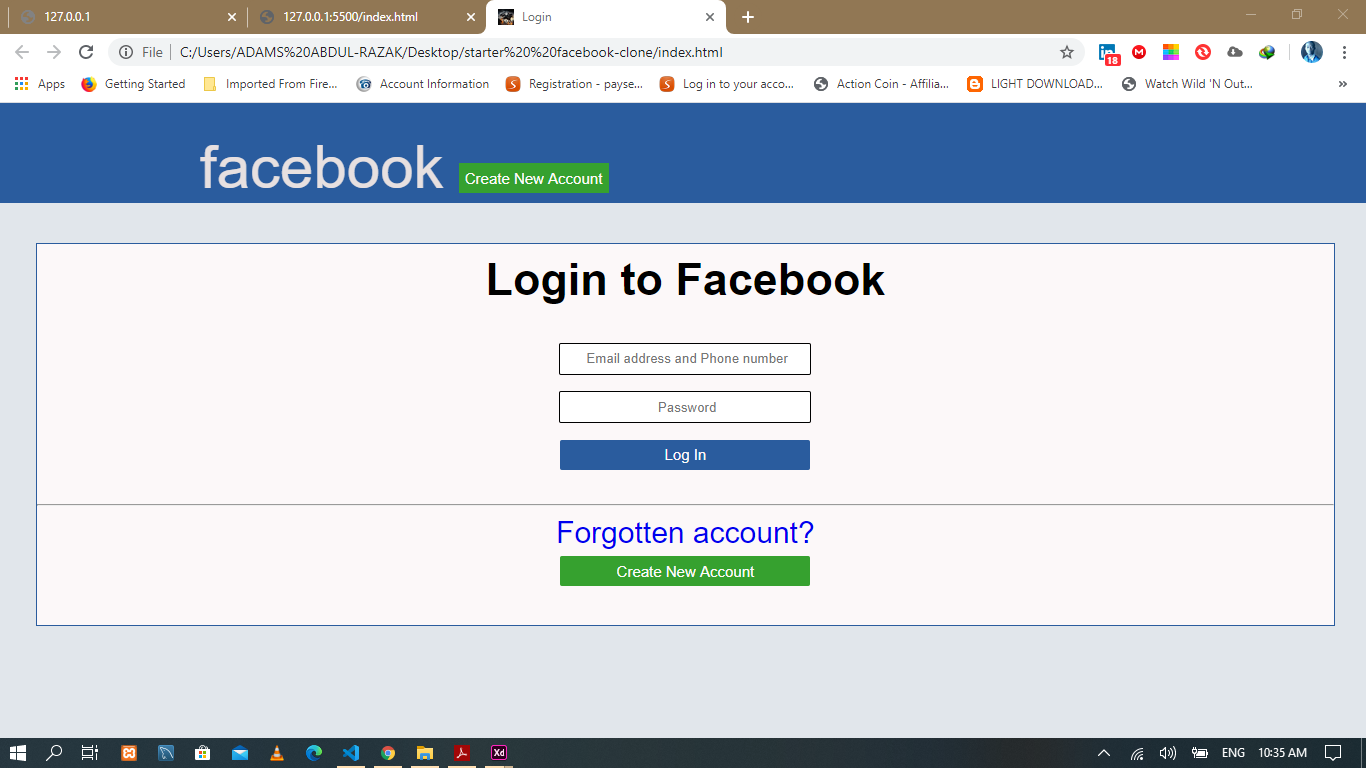 127.0.0.1
127.0.0.1:5500/index.html
Login
File
C:/Users/ADAMS%20ABDUL-RAZAK/Desktop/starter%20%20facebook-clone/index.html
18
Apps
Getting Started
Imported From Fire...
Account Information
Registration - payse...
Log in to your acco...
Action Coin - Affilia...
LIGHT DOWNLOAD...
Watch Wild 'N Out...
facebook
Create New Account
Login to Facebook
Email address and Phone number
Password
Log In
Forgotten account?
Create New Account
Xd
ENG
10:35 AM